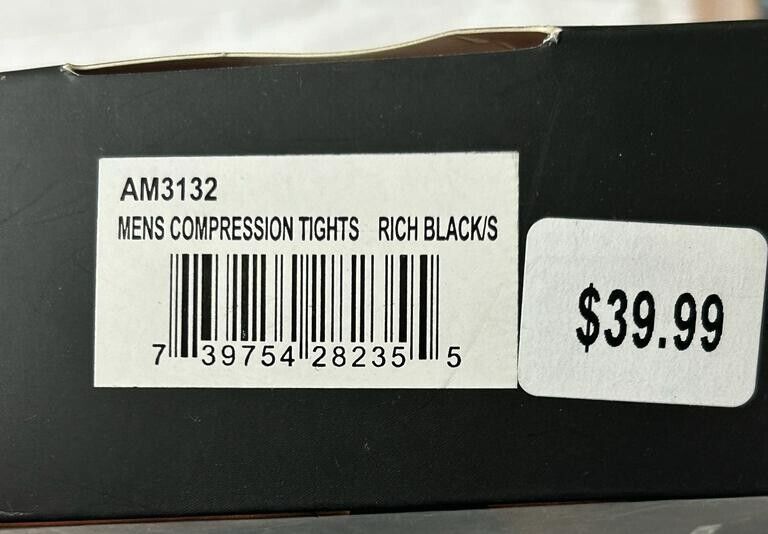 AM3132
MENS COMPRESSION TIGHTS RICH BLACK/S
7 39754 28235 5
$39.99